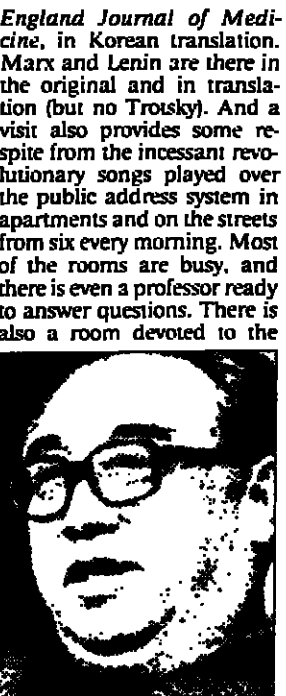 England Journal of Medi-
cine, in Korean translation.
Marx and Lenin are there in
the original and in transla-
tion (but no Trotsky). And a
visit also provides some re-
spite from the incessant revo-
lutionary songs played over
the public address system in
apartments and on the streets
from six every morning. Most
of the rooms are busy, and
there is even a professor ready
to answer questions. There is
also a room devoted to the